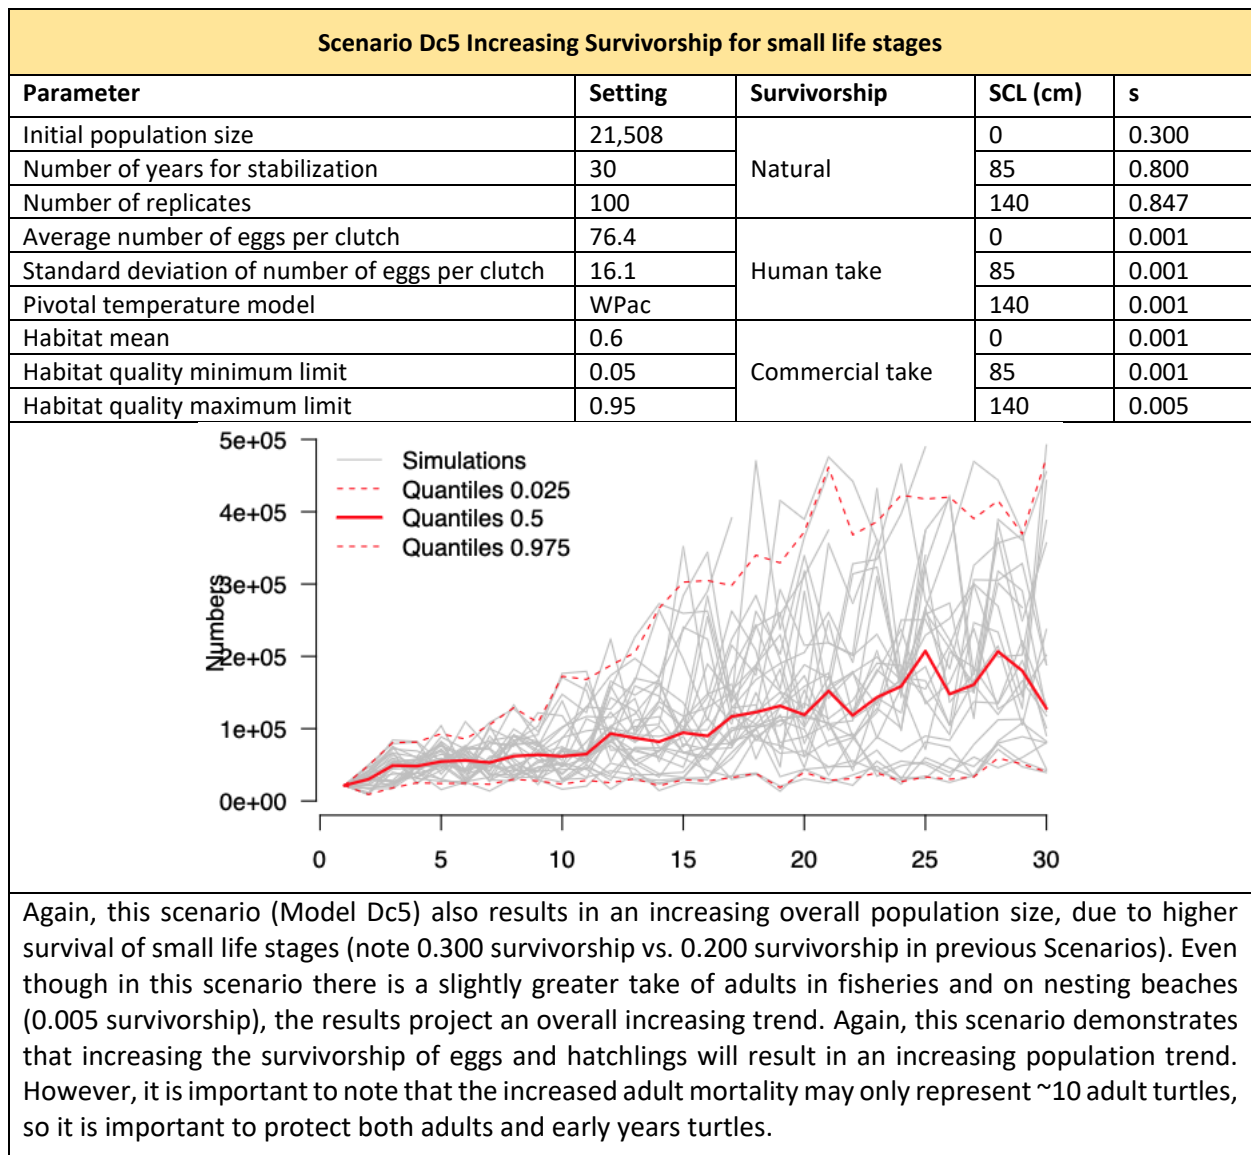 Scenario Dc5 Increasing Survivorship for small life stages
Parameter Setting Survivorship SCL (cm) s
Initial population size 21,508 0 0.300
Number of years for stabilization 30 Natural 85 0.800
Number of replicates 100 140 0.847
Average number of eggs per clutch 76.4 0 0.001
Standard deviation of number of eggs per clutch 16.1 Human take 85 0.001
Pivotal temperature model WPac 140 0.001
Habitat mean 0.6 0 0.001
Habitat quality minimum limit 0.05 Commercial take 85 0.001
Habitat quality maximum limit 0.95 140 0.005
Numbers
5e+05
4e+05
3e+05
2e+05
1e+05
0e+00
Simulations
Quantiles 0.025
Quantiles 0.5
Quantiles 0.975
0 5 10 15 20 25 30
Again, this scenario (Model Dc5) also results in an increasing overall population size, due to higher
survival of small life stages (note 0.300 survivorship vs. 0.200 survivorship in previous Scenarios). Even
though in this scenario there is a slightly greater take of adults in fisheries and on nesting beaches
(0.005 survivorship), the results project an overall increasing trend. Again, this scenario demonstrates
that increasing the survivorship of eggs and hatchlings will result in an increasing population trend.
However, it is important to note that the increased adult mortality may only represent ~10 adult turtles,
so it is important to protect both adults and early years turtles.